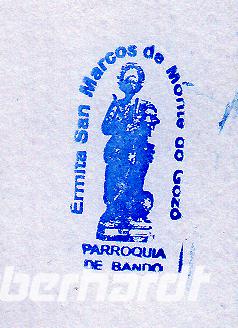 Ermita San Marcos de Monte do Gozo
PARROQUIA
DE BANDO
bernardt